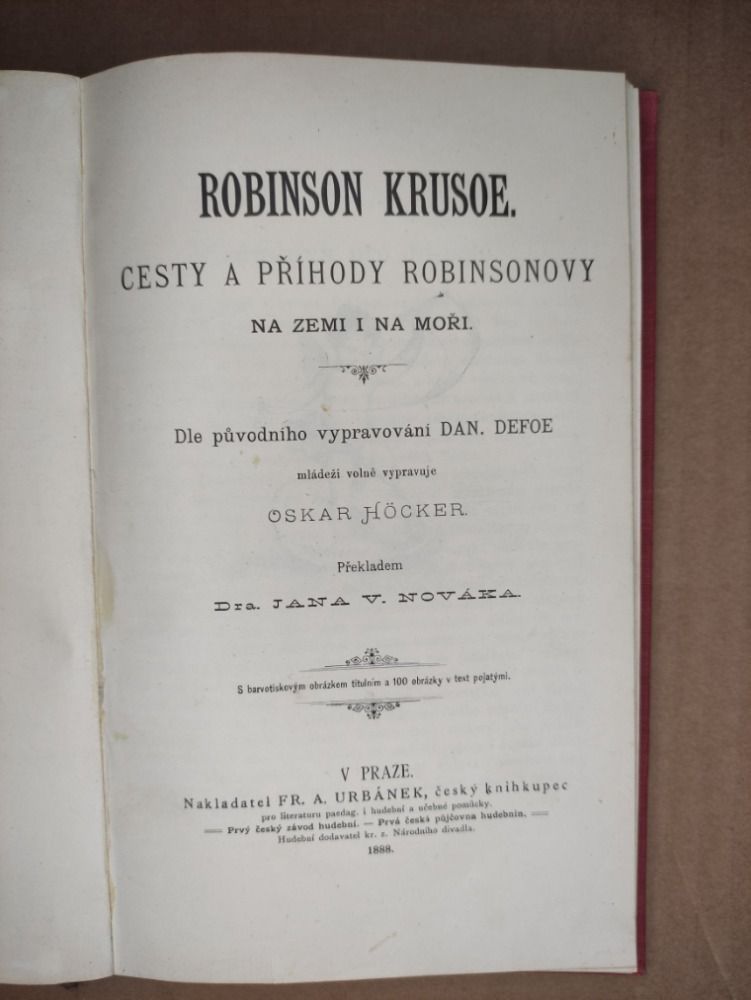 ROBINSON KRUSOE.
CESTY A PŘÍHODY ROBINSONOVY
NA ZEMI I NA MOŘI.
Dle původního vypravování DAN. DEFOE
mládeži volně vypravuje
OSKAR HÖCKER.
Překladem
Dra. JANA V. NOVÁKA.
S barvotiskovým obrázkem titulním a 100 obrázky v text pojatými.
V PRAZE.
Nakladatel FR. A. URBÁNEK, český knihkupec
pro literaturu paedag. i hudební a učebné pomůcky.
Prvý český závod hudební. — Prvá česká půjčovna hudebnin.
Hudební dodavatel kr. z. Národního divadla.
1888.